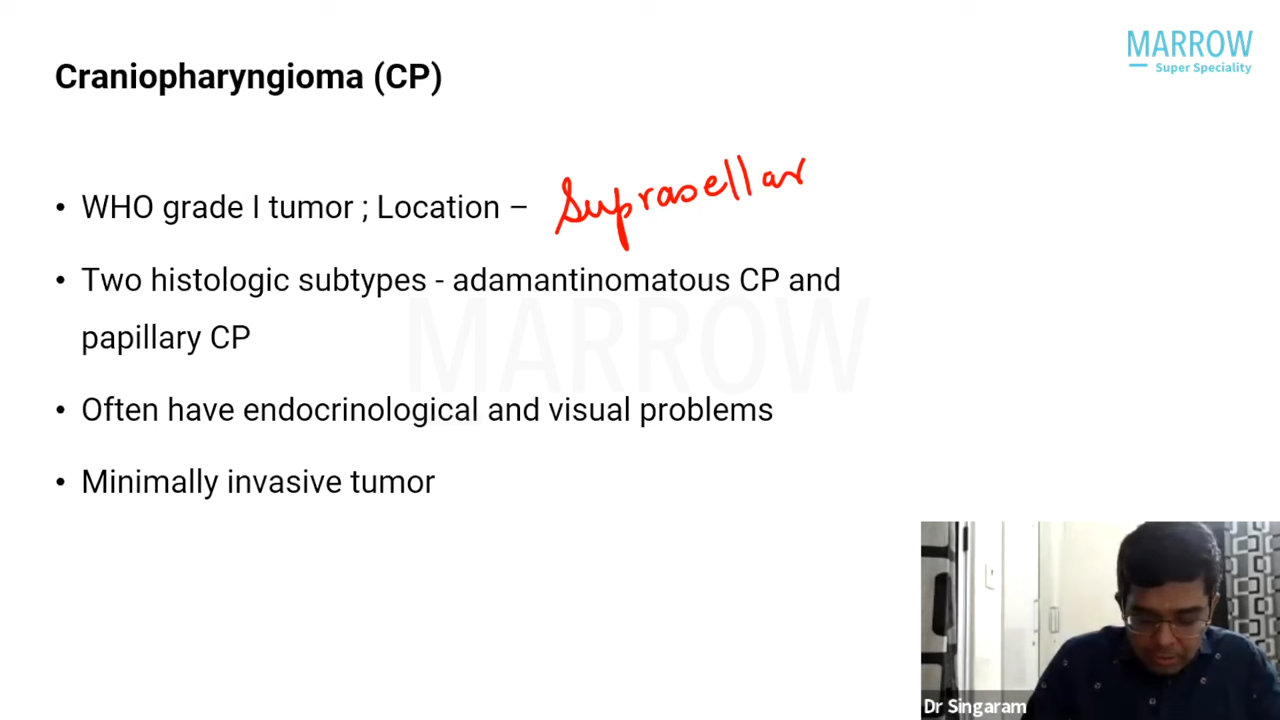 MARROW
Super Speciality
Craniopharyngioma (CP)
• WHO grade I tumor ; Location – Suprasellar
• Two histologic subtypes - adamantinomatous CP and
papillary CP
MARROW
• Often have endocrinological and visual problems
• Minimally invasive tumor
Dr Singaram